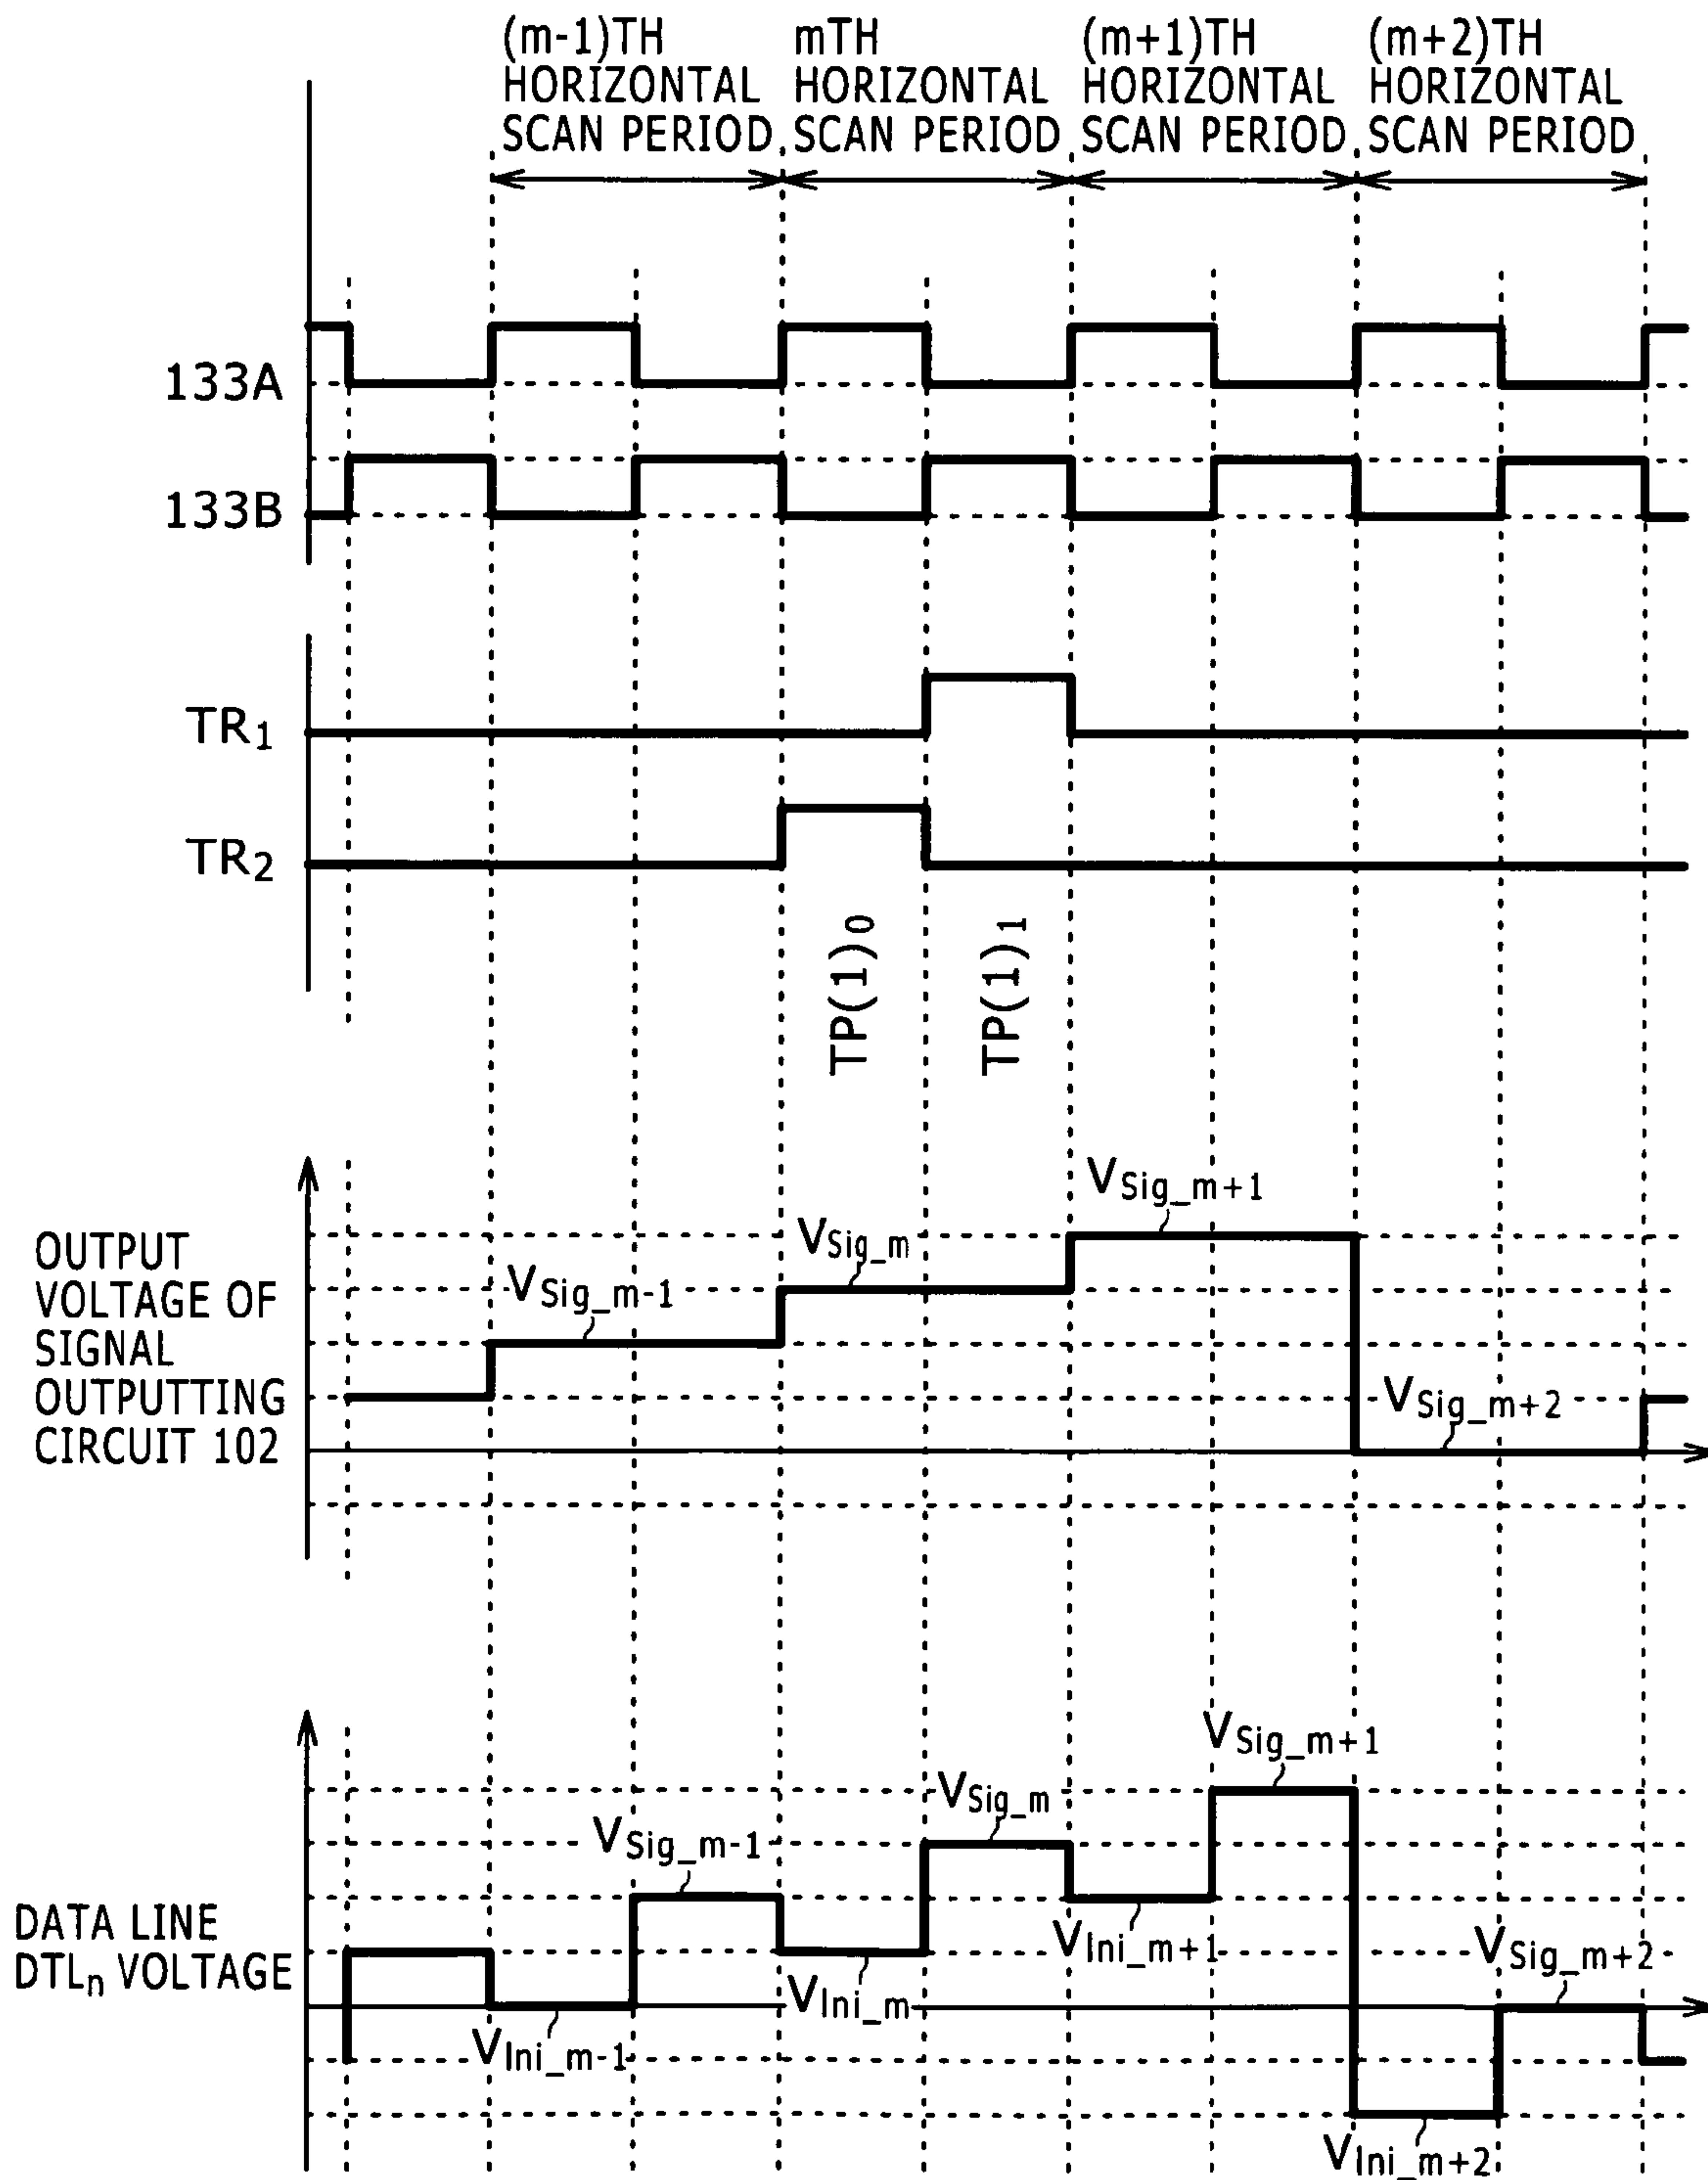 (m-1)TH
HORIZONTAL
SCAN PERIOD
mTH
HORIZONTAL
SCAN PERIOD
(m+1)TH
HORIZONTAL
SCAN PERIOD
(m+2)TH
HORIZONTAL
SCAN PERIOD
133A
133B
TR1
TR2
TP(1)0
TP(1)1
OUTPUT
VOLTAGE OF
SIGNAL
OUTPUTTING
CIRCUIT 102
VSig_m-1
VSig_m
VSig_m+1
VSig_m+2
DATA LINE
DTLn VOLTAGE
VIni_m-1
VSig_m-1
VIni_m
VSig_m
VIni_m+1
VSig_m+1
VIni_m+2
VSig_m+2